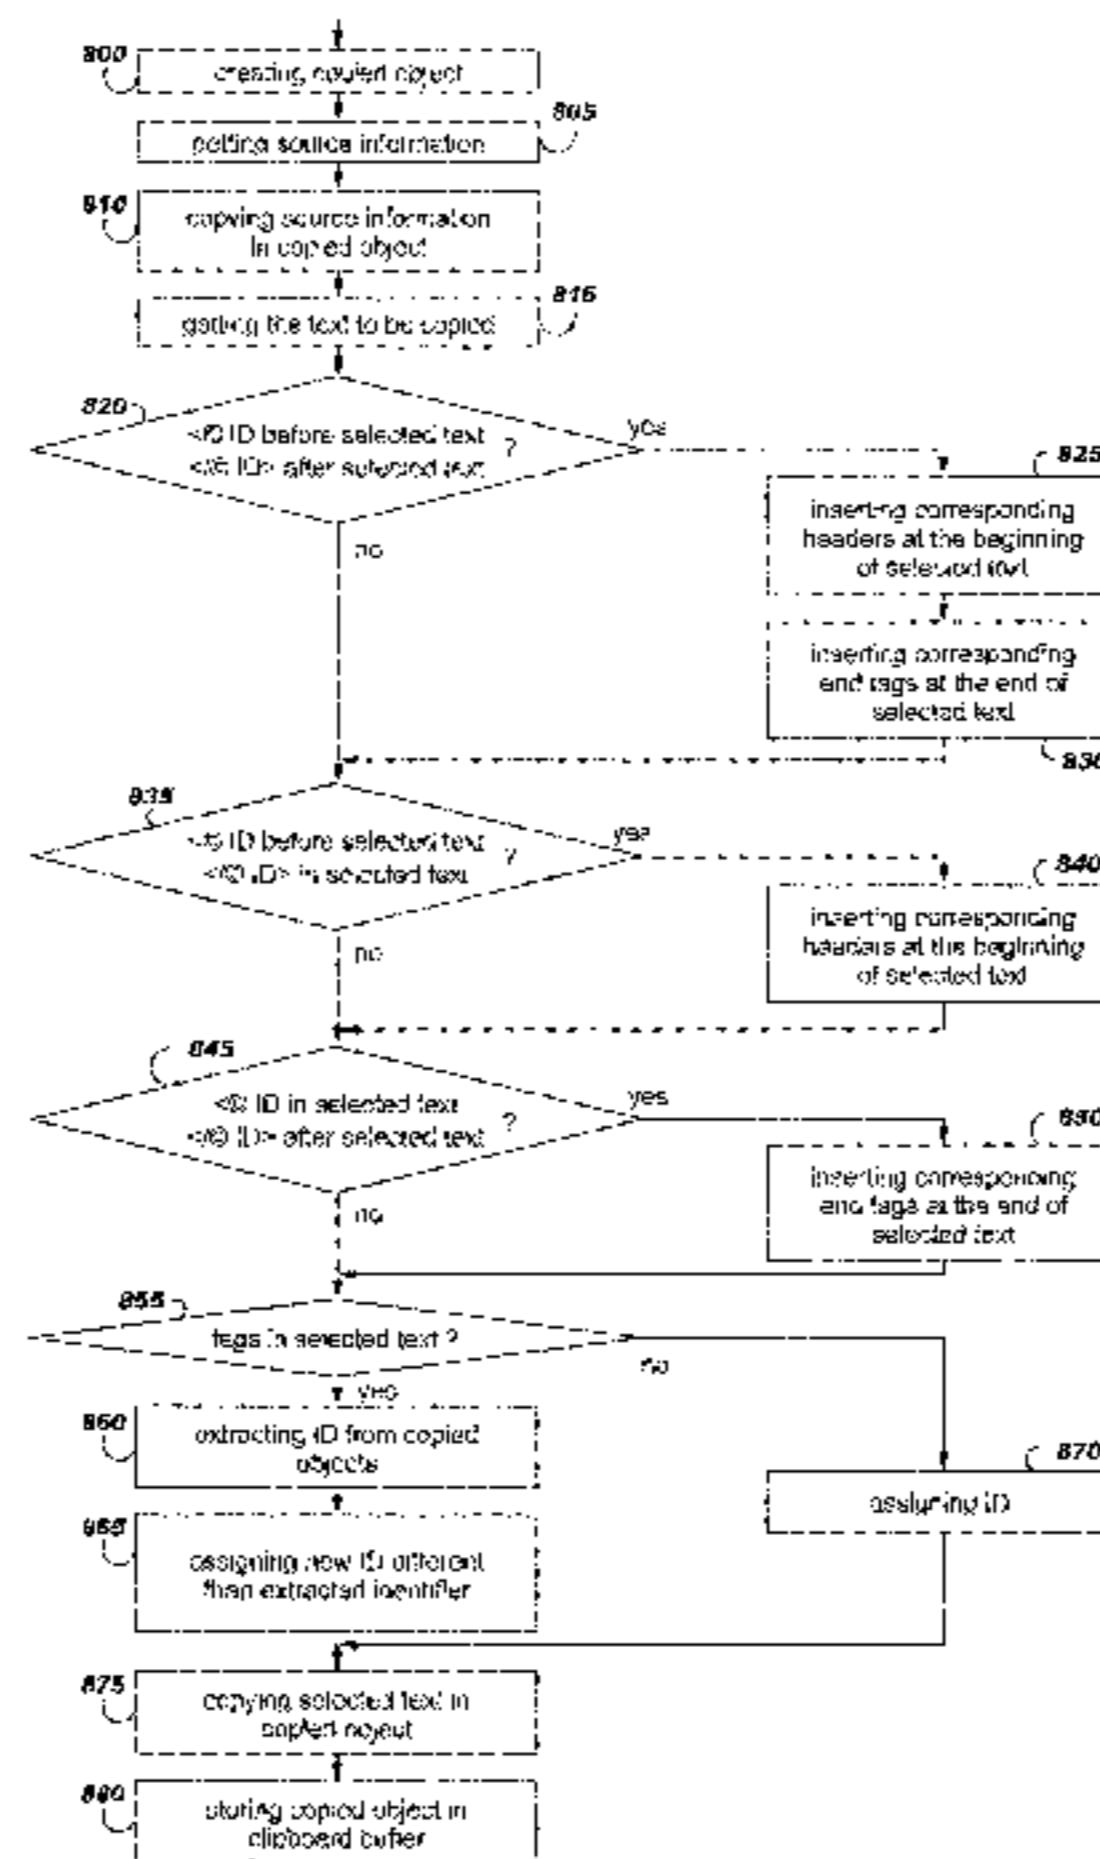 800
creating copied object
805
getting source information
810
copying source information
in copied object
815
getting the text to be copied
820
ID before selected text
ID> after selected text
?
yes
no
825
inserting corresponding
headers at the beginning
of selected text
inserting corresponding
end tags at the end of
selected text
830
835
ID before selected text
ID> in selected text
?
yes
no
840
inserting corresponding
headers at the beginning
of selected text
845
ID in selected text
ID> after selected text
?
yes
no
850
inserting corresponding
end tags at the end of
selected text
855
tags in selected text ?
no
yes
860
extracting ID from copied
objects
865
assigning new ID different
than extracted identifier
870
assigning ID
875
copying selected text in
copied object
880
storing copied object in
clipboard buffer